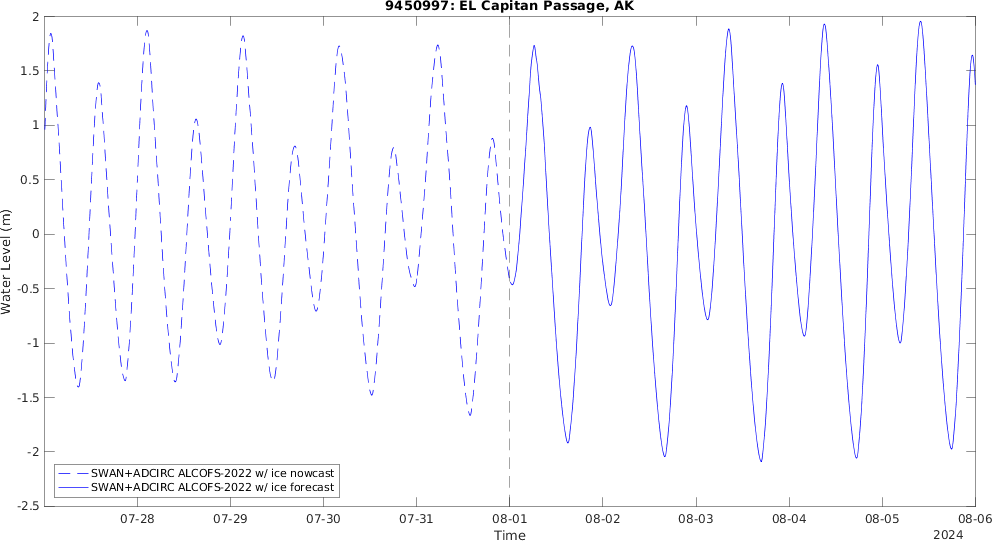 9450997: EL Capitan Passage, AK
2
1.5
1
0.5
0
-0.5
-1
-1.5
-2
-2.5
Water Level (m)
SWAN+ADCIRC ALCOFS-2022 w/ ice nowcast
SWAN+ADCIRC ALCOFS-2022 w/ ice forecast
07-28 07-29 07-30 07-31 08-01 08-02 08-03 08-04 08-05 08-06
Time
2024